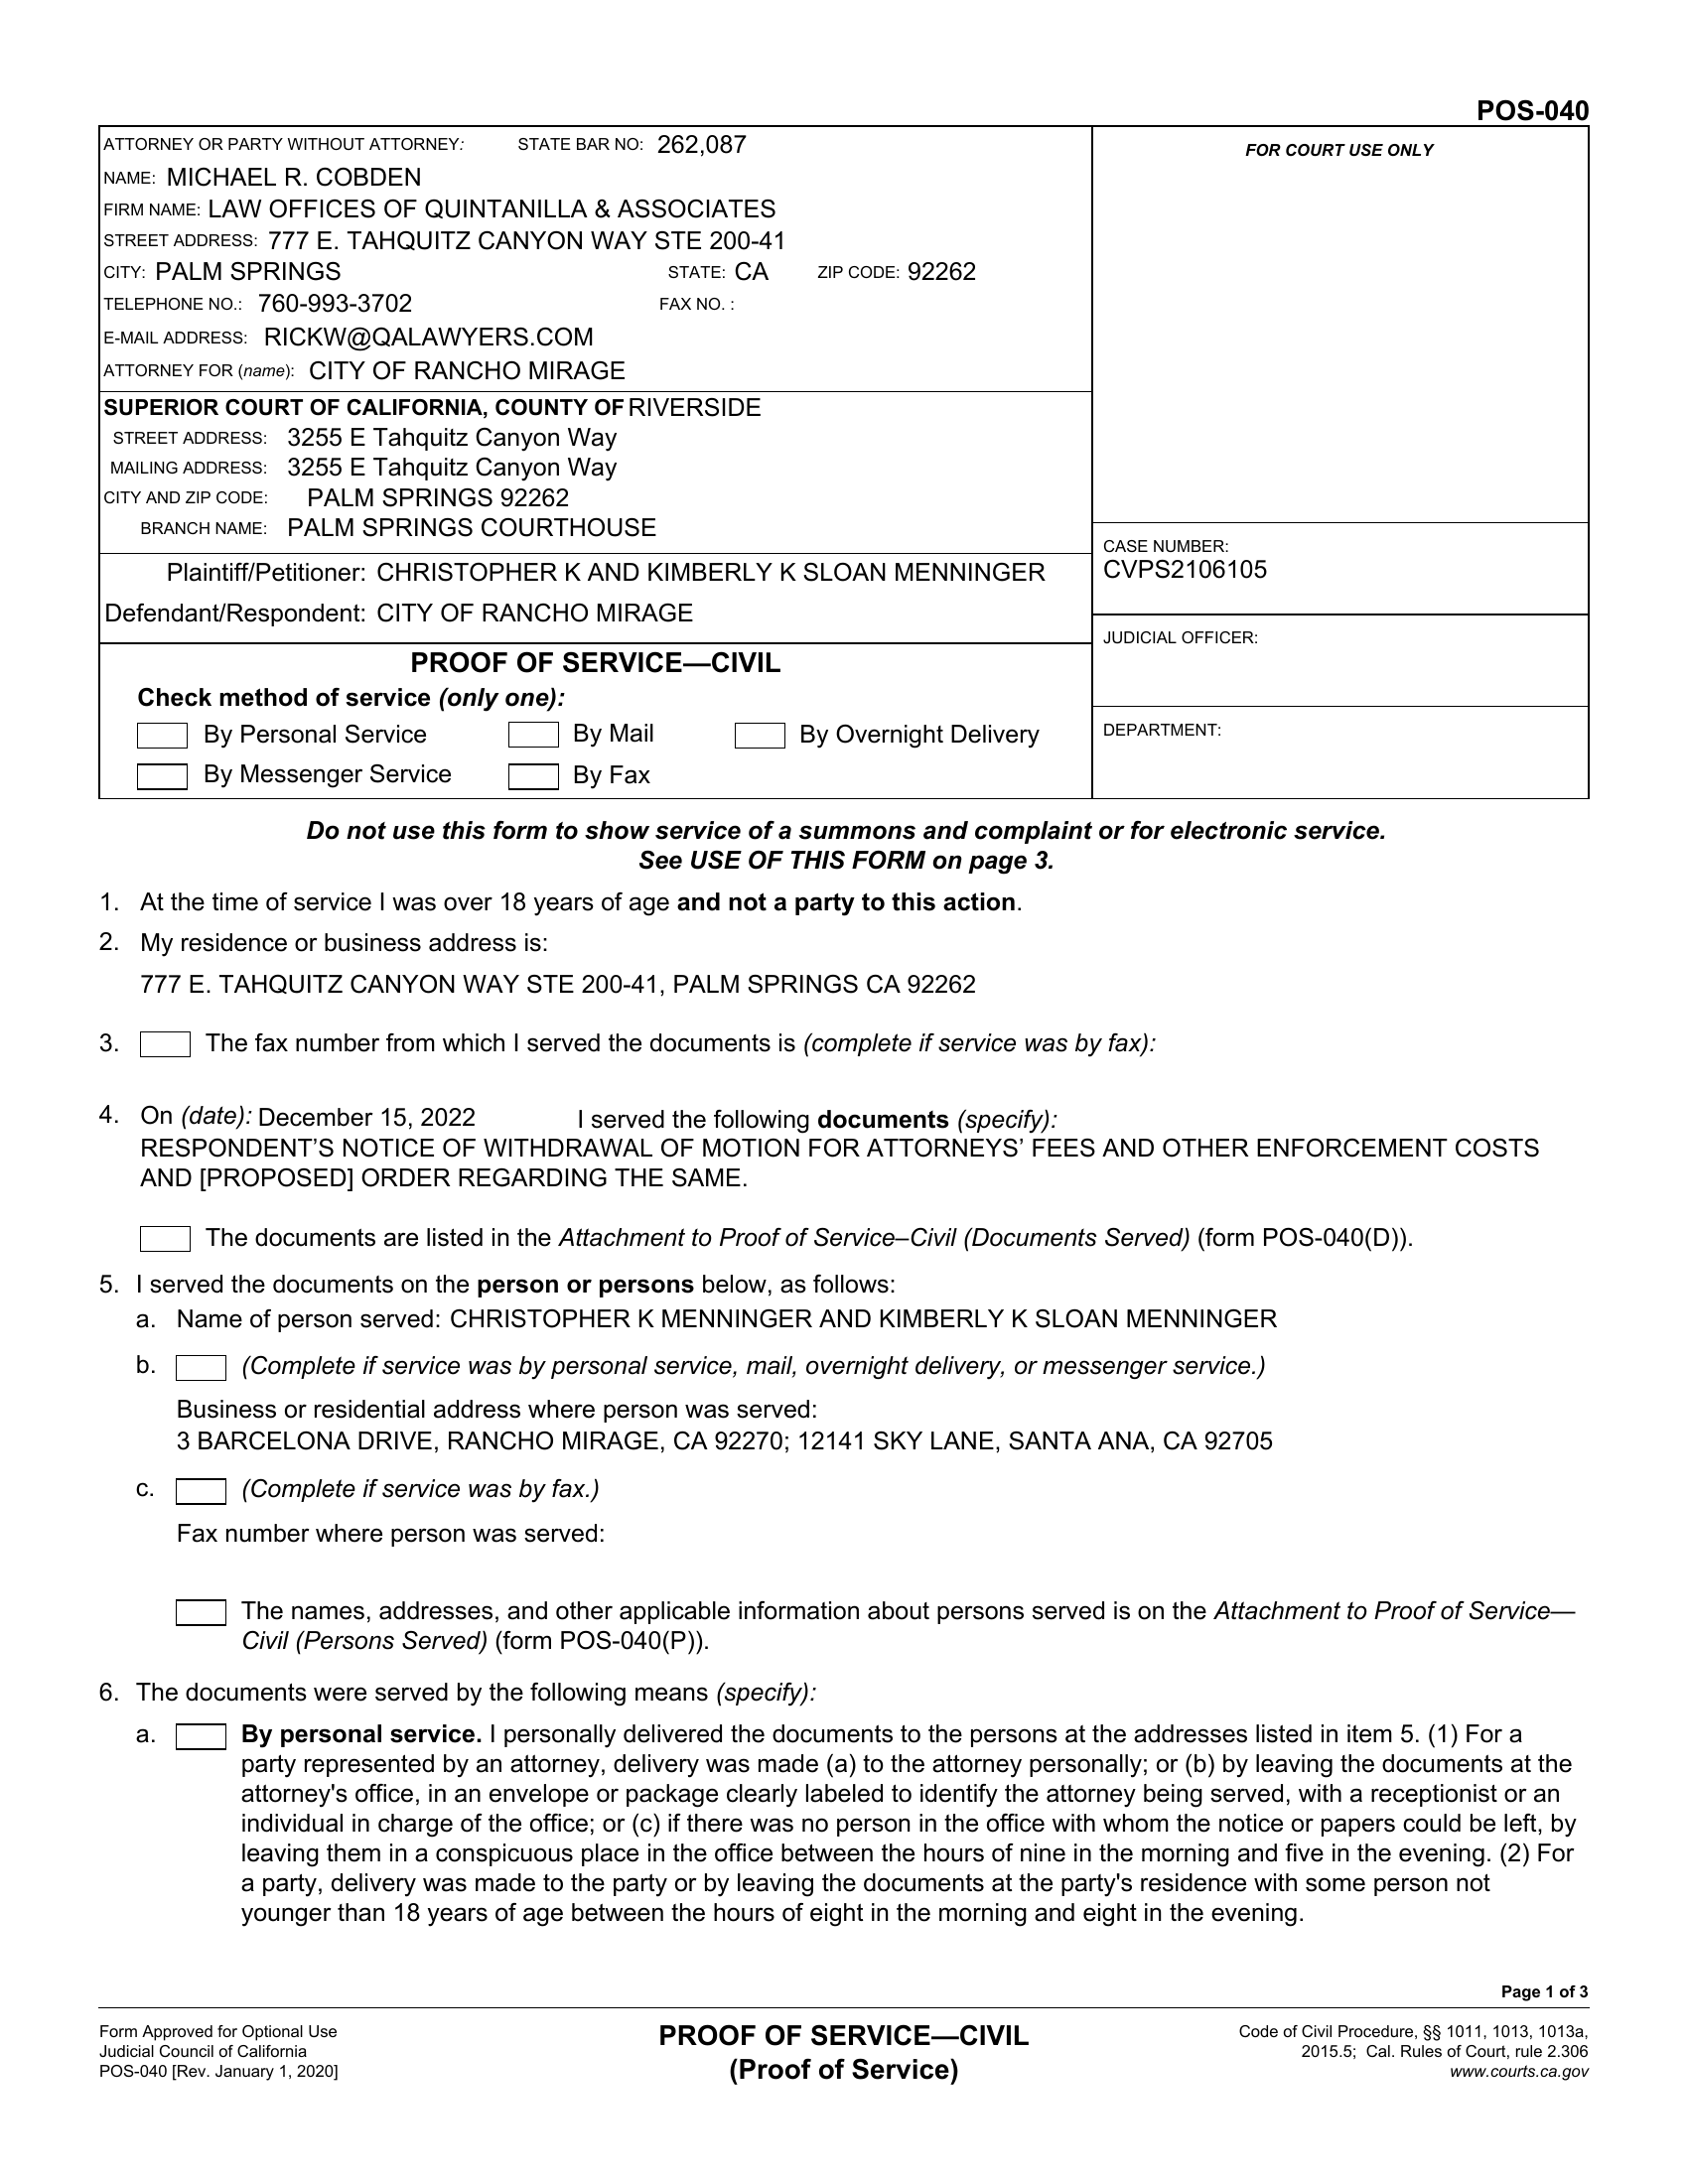 POS-040
ATTORNEY OR PARTY WITHOUT ATTORNEY: STATE BAR NO: 262,087
NAME: MICHAEL R. COBDEN
FIRM NAME: LAW OFFICES OF QUINTANILLA & ASSOCIATES
STREET ADDRESS: 777 E. TAHQUITZ CANYON WAY STE 200-41
CITY: PALM SPRINGS STATE: CA ZIP CODE: 92262
TELEPHONE NO.: 760-993-3702 FAX NO. :
E-MAIL ADDRESS: RICKW@QALAWYERS.COM
ATTORNEY FOR (name): CITY OF RANCHO MIRAGE
FOR COURT USE ONLY
SUPERIOR COURT OF CALIFORNIA, COUNTY OF RIVERSIDE
STREET ADDRESS: 3255 E Tahquitz Canyon Way
MAILING ADDRESS: 3255 E Tahquitz Canyon Way
CITY AND ZIP CODE: PALM SPRINGS 92262
BRANCH NAME: PALM SPRINGS COURTHOUSE
Plaintiff/Petitioner: CHRISTOPHER K AND KIMBERLY K SLOAN MENNINGER
Defendant/Respondent: CITY OF RANCHO MIRAGE
CASE NUMBER:
CVPS2106105
JUDICIAL OFFICER:
DEPARTMENT:
PROOF OF SERVICE—CIVIL
Check method of service (only one):
By Personal Service By Mail By Overnight Delivery
By Messenger Service By Fax
Do not use this form to show service of a summons and complaint or for electronic service.
See USE OF THIS FORM on page 3.
1. At the time of service I was over 18 years of age and not a party to this action.
2. My residence or business address is:
777 E. TAHQUITZ CANYON WAY STE 200-41, PALM SPRINGS CA 92262
3. The fax number from which I served the documents is (complete if service was by fax):
4. On (date): December 15, 2022 I served the following documents (specify):
RESPONDENT’S NOTICE OF WITHDRAWAL OF MOTION FOR ATTORNEYS’ FEES AND OTHER ENFORCEMENT COSTS
AND [PROPOSED] ORDER REGARDING THE SAME.
The documents are listed in the Attachment to Proof of Service–Civil (Documents Served) (form POS-040(D)).
5. I served the documents on the person or persons below, as follows:
a. Name of person served: CHRISTOPHER K MENNINGER AND KIMBERLY K SLOAN MENNINGER
b. (Complete if service was by personal service, mail, overnight delivery, or messenger service.)
Business or residential address where person was served:
3 BARCELONA DRIVE, RANCHO MIRAGE, CA 92270; 12141 SKY LANE, SANTA ANA, CA 92705
c. (Complete if service was by fax.)
Fax number where person was served:
The names, addresses, and other applicable information about persons served is on the Attachment to Proof of Service—
Civil (Persons Served) (form POS-040(P)).
6. The documents were served by the following means (specify):
a. By personal service. I personally delivered the documents to the persons at the addresses listed in item 5. (1) For a
party represented by an attorney, delivery was made (a) to the attorney personally; or (b) by leaving the documents at the
attorney's office, in an envelope or package clearly labeled to identify the attorney being served, with a receptionist or an
individual in charge of the office; or (c) if there was no person in the office with whom the notice or papers could be left, by
leaving them in a conspicuous place in the office between the hours of nine in the morning and five in the evening. (2) For
a party, delivery was made to the party or by leaving the documents at the party's residence with some person not
younger than 18 years of age between the hours of eight in the morning and eight in the evening.
Page 1 of 3
Form Approved for Optional Use
Judicial Council of California
POS-040 [Rev. January 1, 2020]
PROOF OF SERVICE—CIVIL
(Proof of Service)
Code of Civil Procedure, §§ 1011, 1013, 1013a,
2015.5; Cal. Rules of Court, rule 2.306
www.courts.ca.gov